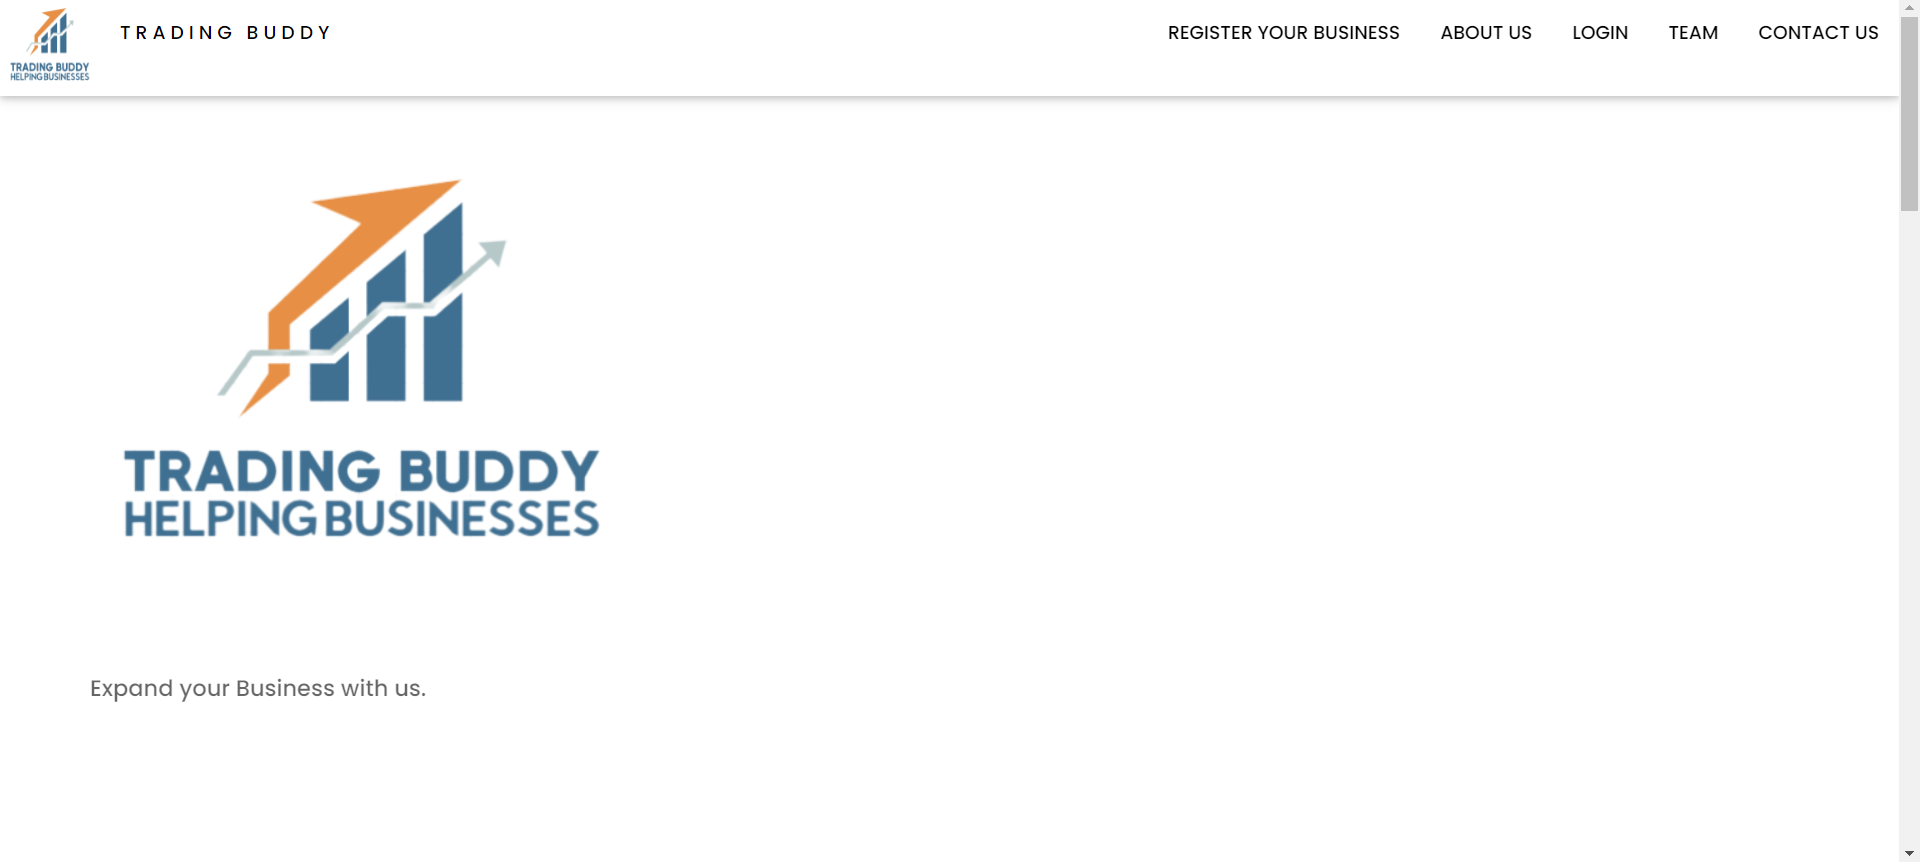 TRADING BUDDY
HELPING BUSINESSES
TRADING BUDDY
REGISTER YOUR BUSINESS
ABOUT US
LOGIN
TEAM
CONTACT US
TRADING BUDDY
HELPING BUSINESSES
Expand your Business with us.